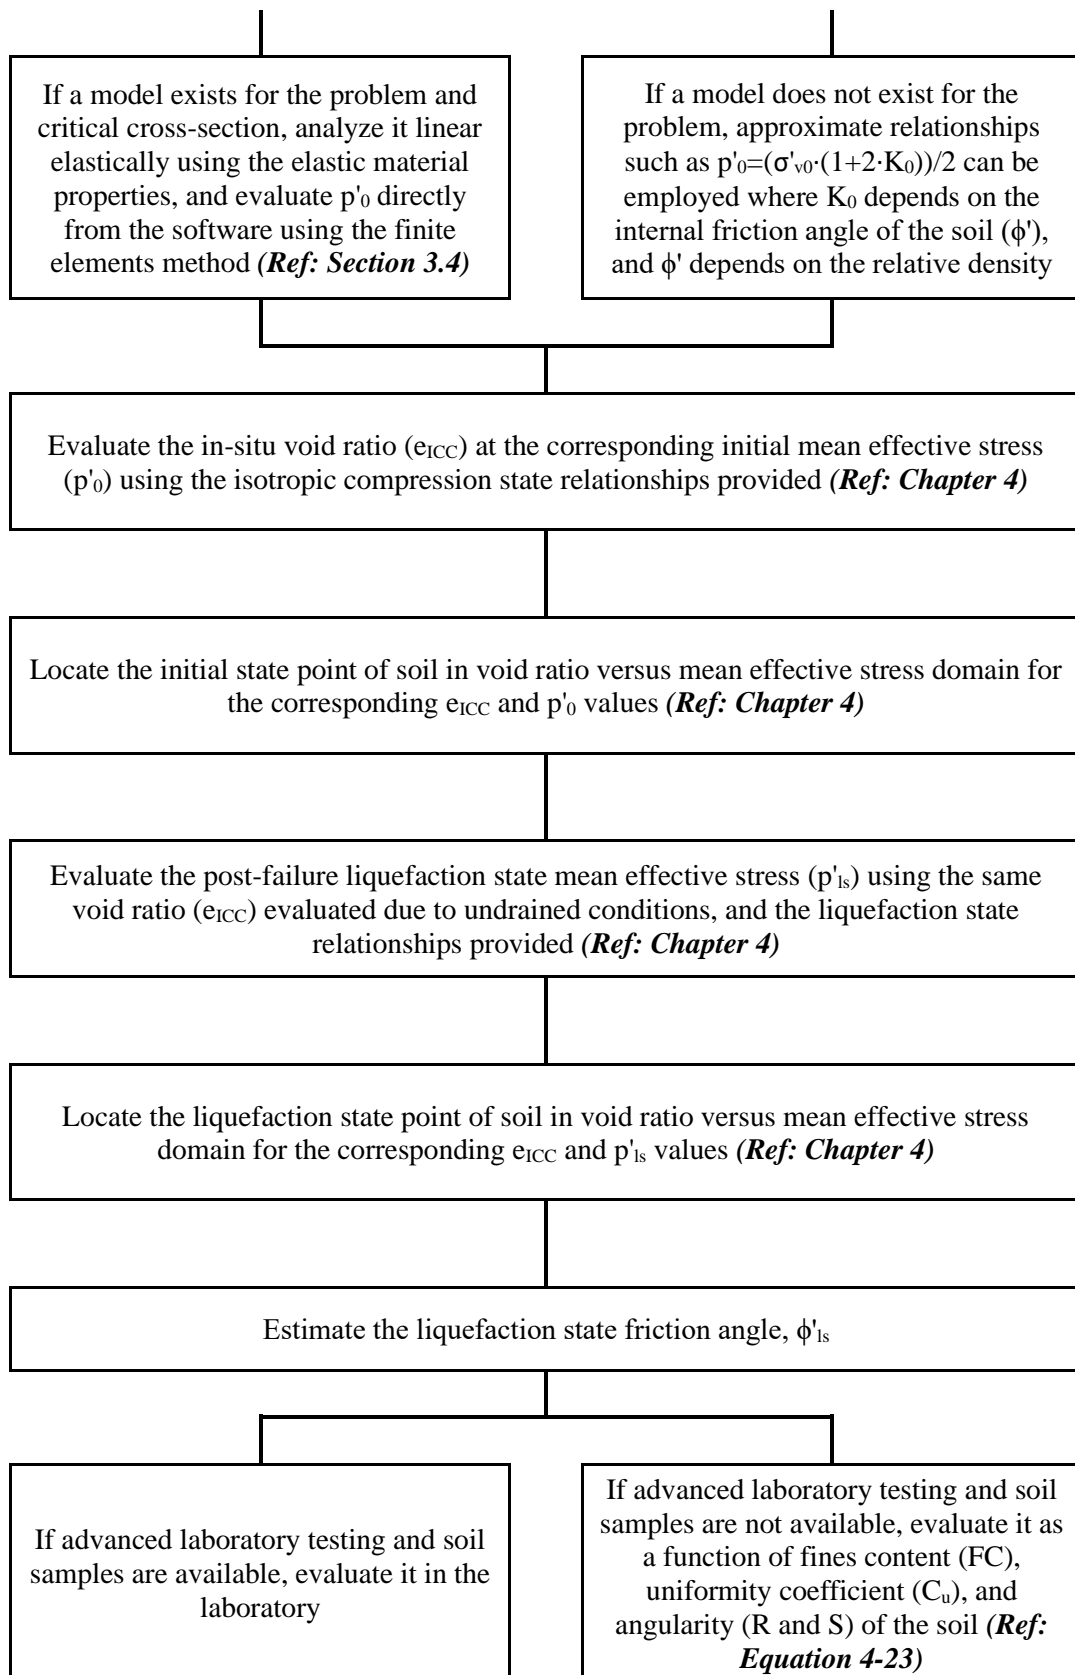 If a model exists for the problem and
critical cross-section, analyze it linear
elastically using the elastic material
properties, and evaluate p'0 directly
from the software using the finite
elements method (Ref: Section 3.4)
If a model does not exist for the
problem, approximate relationships
such as p'0=(σ'v0·(1+2·K0))/2 can be
employed where K0 depends on the
internal friction angle of the soil (ϕ'),
and ϕ' depends on the relative density
Evaluate the in-situ void ratio (eICC) at the corresponding initial mean effective stress
(p'0) using the isotropic compression state relationships provided (Ref: Chapter 4)
Locate the initial state point of soil in void ratio versus mean effective stress domain for
the corresponding eICC and p'0 values (Ref: Chapter 4)
Evaluate the post-failure liquefaction state mean effective stress (p'ls) using the same
void ratio (eICC) evaluated due to undrained conditions, and the liquefaction state
relationships provided (Ref: Chapter 4)
Locate the liquefaction state point of soil in void ratio versus mean effective stress
domain for the corresponding eICC and p'ls values (Ref: Chapter 4)
Estimate the liquefaction state friction angle, ϕ'ls
If advanced laboratory testing and soil
samples are available, evaluate it in the
laboratory
If advanced laboratory testing and soil
samples are not available, evaluate it as
a function of fines content (FC),
uniformity coefficient (Cu), and
angularity (R and S) of the soil (Ref:
Equation 4-23)